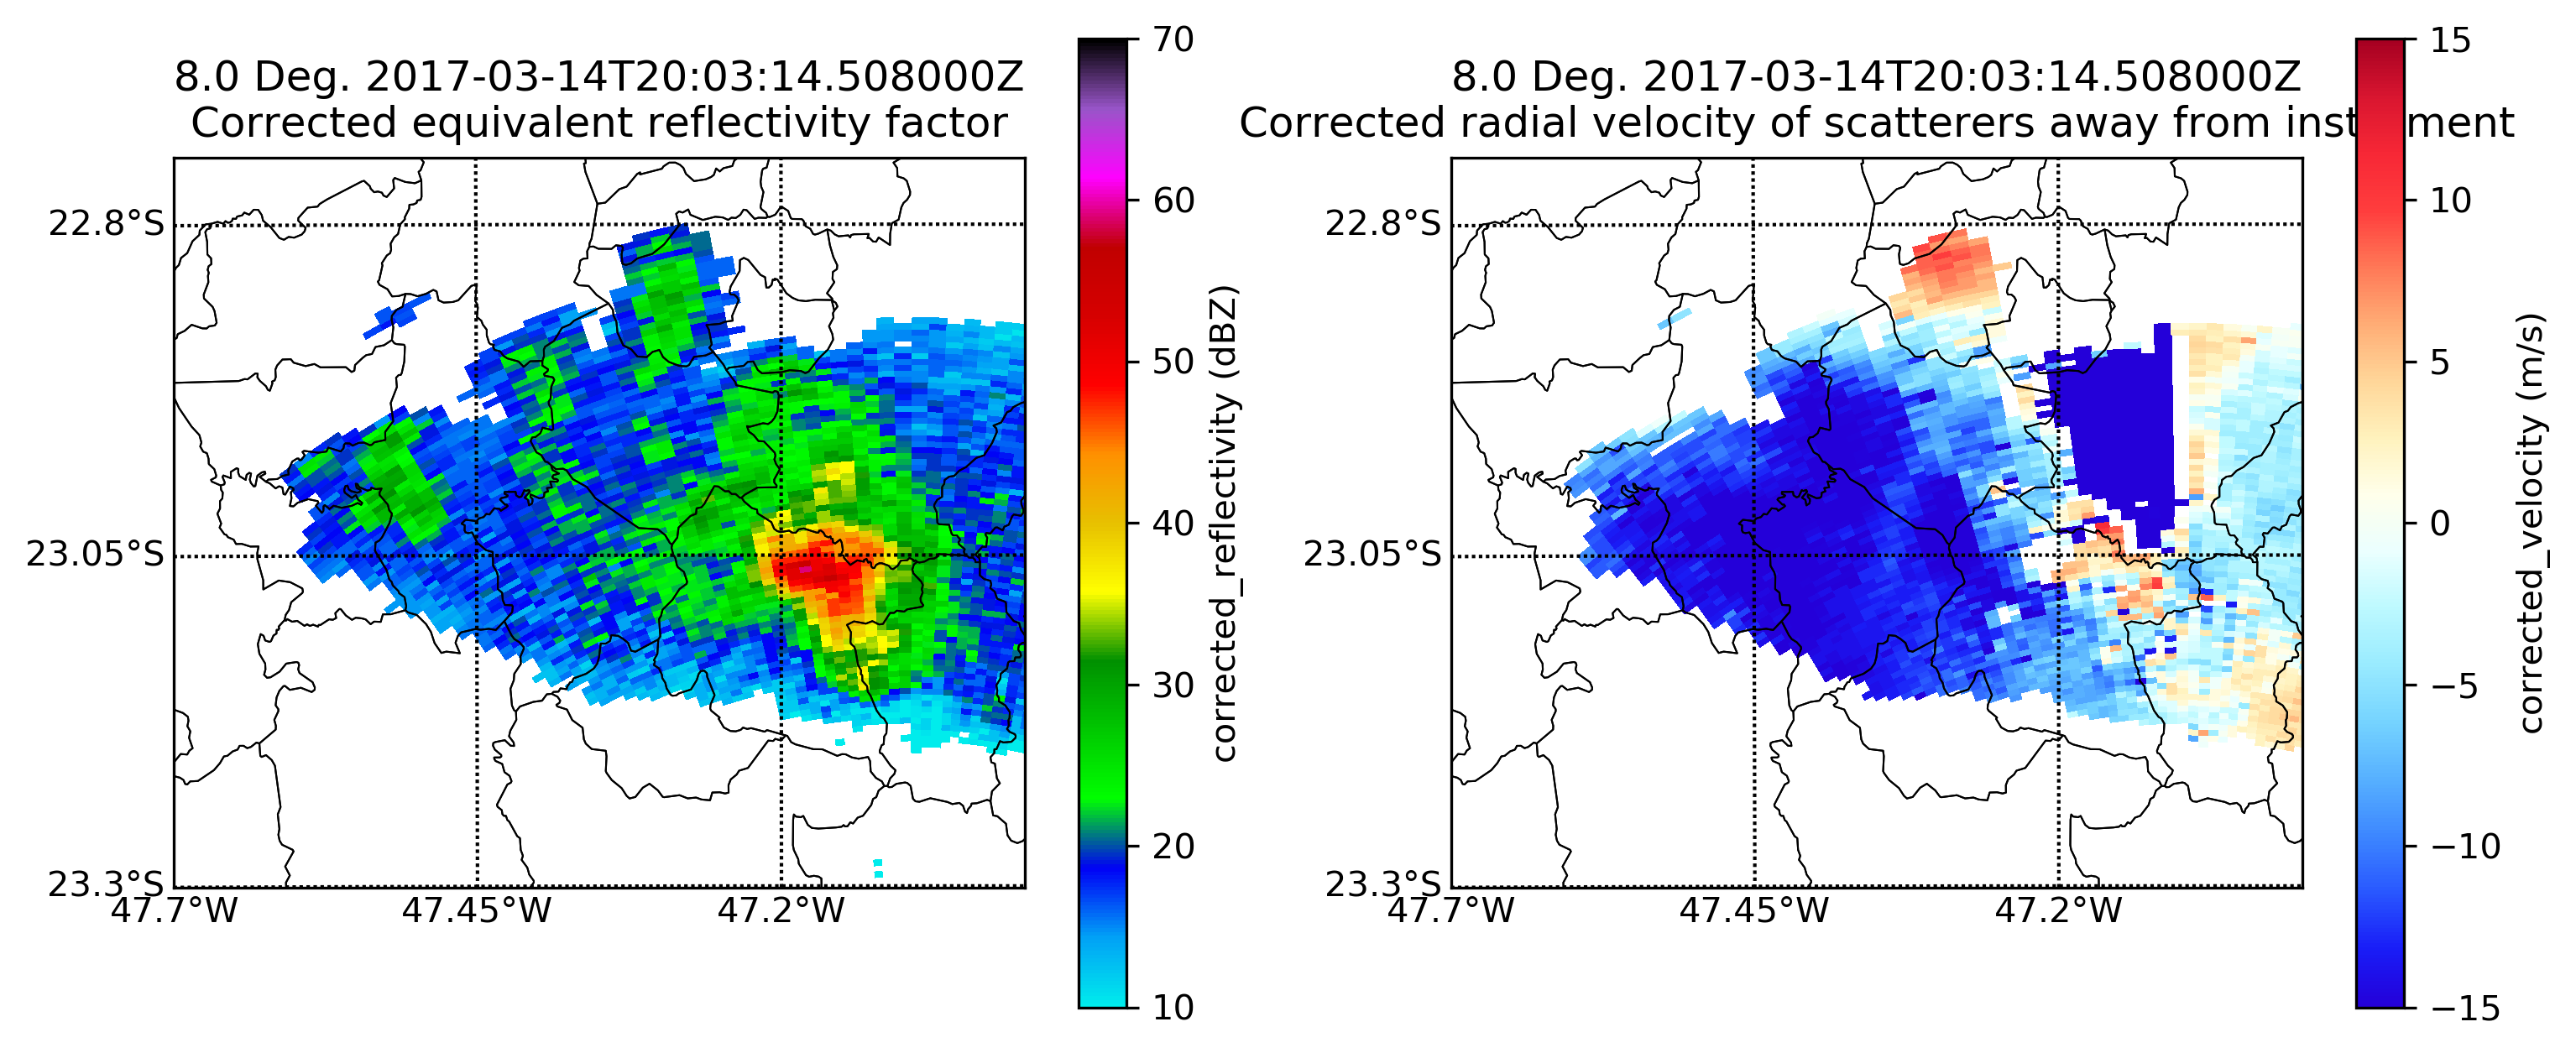 8.0 Deg. 2017-03-14T20:03:14.508000Z
Corrected equivalent reflectivity factor
22.8°S
23.05°S
23.3°S
47.7°W
47.45°W
47.2°W
70
60
50
40
30
20
10
corrected_reflectivity (dBZ)
8.0 Deg. 2017-03-14T20:03:14.508000Z
Corrected radial velocity of scatterers away from inst ment
22.8°S
23.05°S
23.3°S
47.7°W
47.45°W
47.2°W
15
10
5
0
−5
−10
−15
corrected_velocity (m/s)